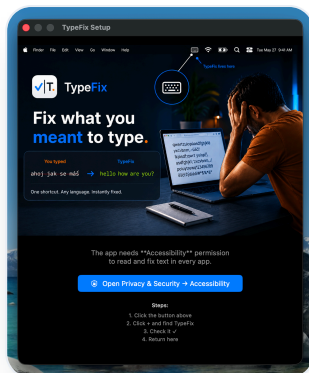 TypeFix Setup
Finder File Edit View Go Window Help
Tue May 27 9:41 AM
TypeFix lives here
✓|T. TypeFix
Fix what you
meant to type.
You typed TypeFix
ahoj jak se máš → hello how are you?
One shortcut. Any language. Instantly fixed.
The app needs **Accessibility** permission
to read and fix text in every app.
Open Privacy & Security → Accessibility
Steps:
1. Click the button above
2. Click + and find TypeFix
3. Check it ✓
4. Return here